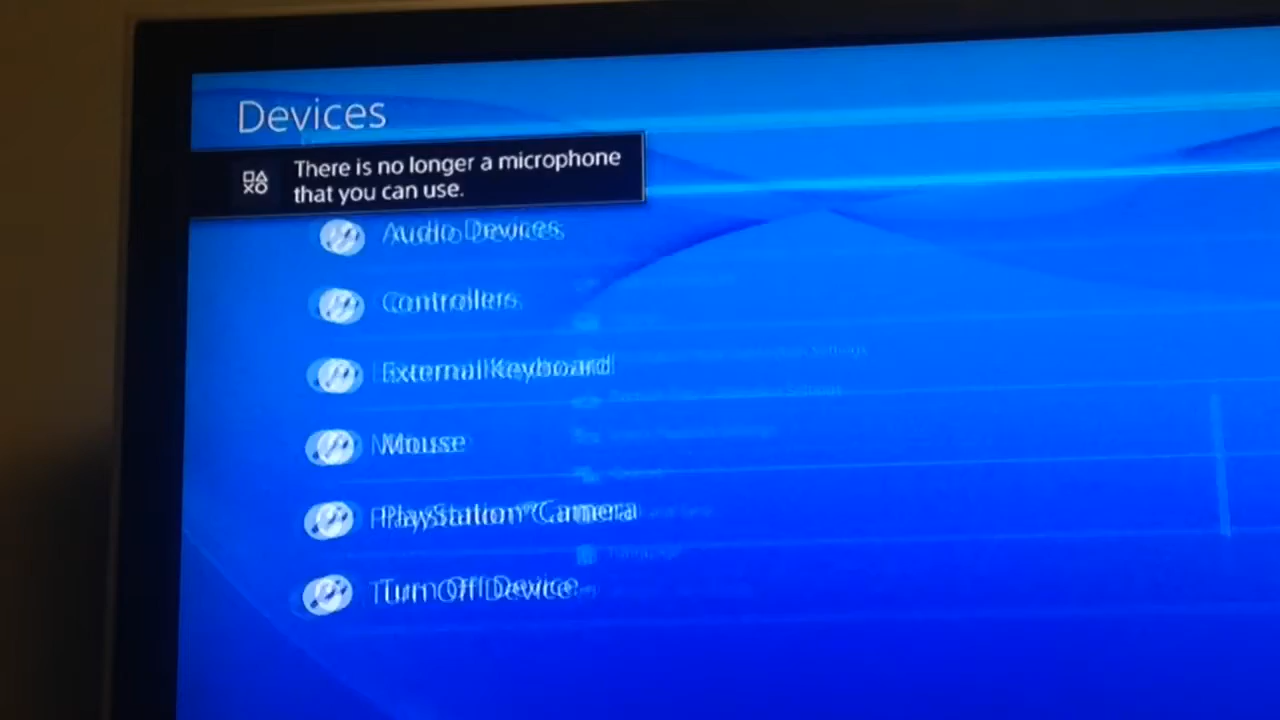 Devices
There is no longer a microphone
that you can use.
Audio Devices
Controllers
External Keyboard
Mouse
PlayStation®Camera
Turn Off Device
Settings